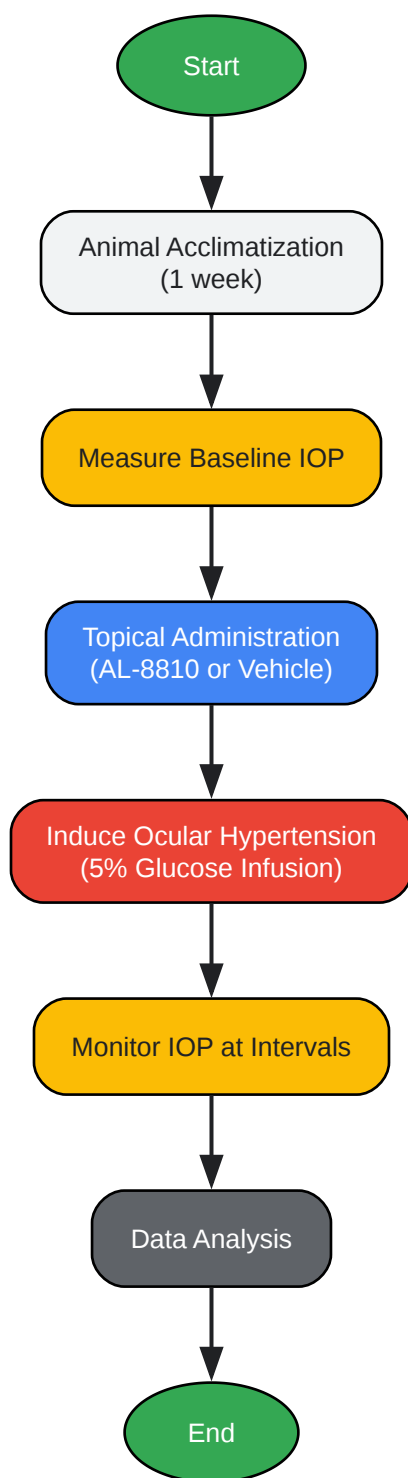 Start
Animal Acclimatization
(1 week)
Measure Baseline IOP
Topical Administration
(AL-8810 or Vehicle)
Induce Ocular Hypertension
(5% Glucose Infusion)
Monitor IOP at Intervals
Data Analysis
End